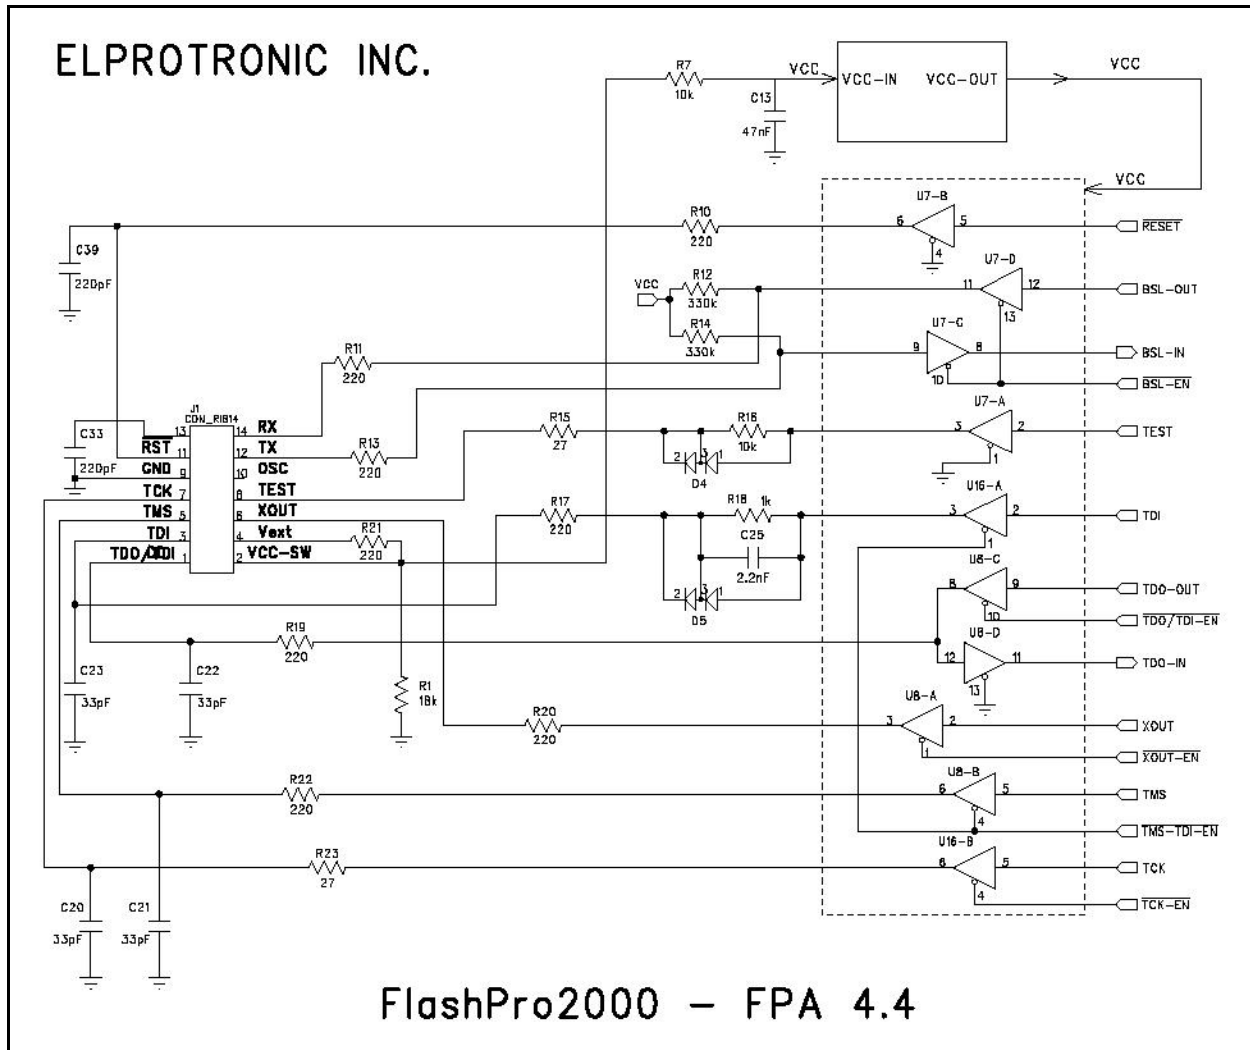 ELPROTRONIC INC.
R7
10k
VCC
VCC-IN
VCC-OUT
VCC
C13
47nF
VCC
U7-B
R10
220
6
5
4
RESET
C39
220pF
U7-D
VCC
R12
330k
11
12
13
BSL-OUT
R14
330k
U7-C
9
8
10
BSL-IN
R11
220
BSL-EN
J1
CON_RIB14
U7-A
C33
220pF
13
14
RX
RST
11
12
TX
R13
220
R15
27
R16
10k
3
2
1
TEST
GND
9
10
OSC
2
3
1
D4
TCK
7
8
TEST
U16-A
TMS
5
6
XOUT
R17
220
R18
1k
3
2
1
TDI
TDI
3
4
Vext
R21
220
C25
2.2nF
TDO/TDI
1
2
VCC-SW
U8-C
8
9
10
TDO-OUT
2
3
1
D5
TDO/TDI-EN
R19
220
U8-D
12
11
13
TDO-IN
C23
33pF
C22
33pF
R1
18k
U8-A
R20
220
3
2
1
XOUT
XOUT-EN
U8-B
R22
220
6
5
4
TMS
TMS-TDI-EN
U16-B
R23
27
6
5
4
TCK
TCK-EN
C20
33pF
C21
33pF
FlashPro2000 - FPA 4.4